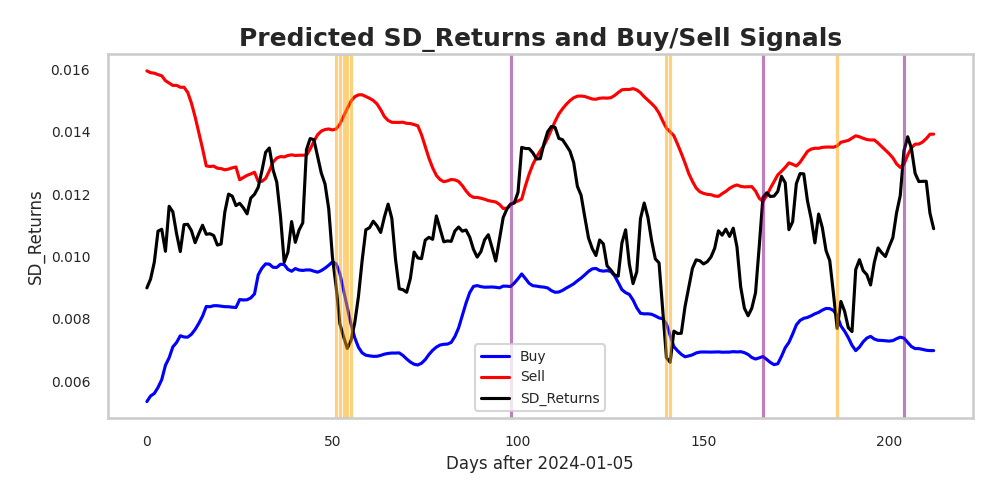 Predicted SD_Returns and Buy/Sell Signals
SD_Returns
0.016
0.014
0.012
0.010
0.008
0.006
Buy
Sell
SD_Returns
0
50
100
150
200
Days after 2024-01-05